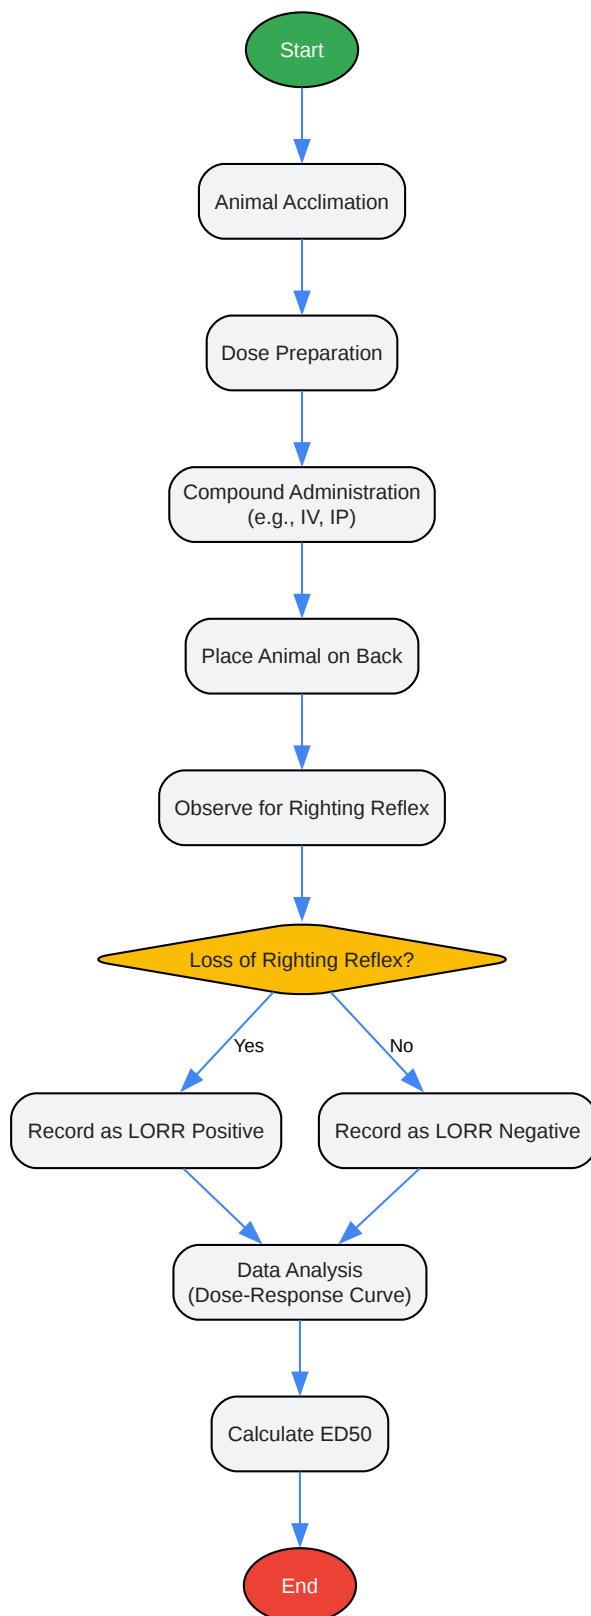 Start
Animal Acclimation
Dose Preparation
Compound Administration
(e.g., IV, IP)
Place Animal on Back
Observe for Righting Reflex
Loss of Righting Reflex?
Yes
No
Record as LORR Positive
Record as LORR Negative
Data Analysis
(Dose-Response Curve)
Calculate ED50
End